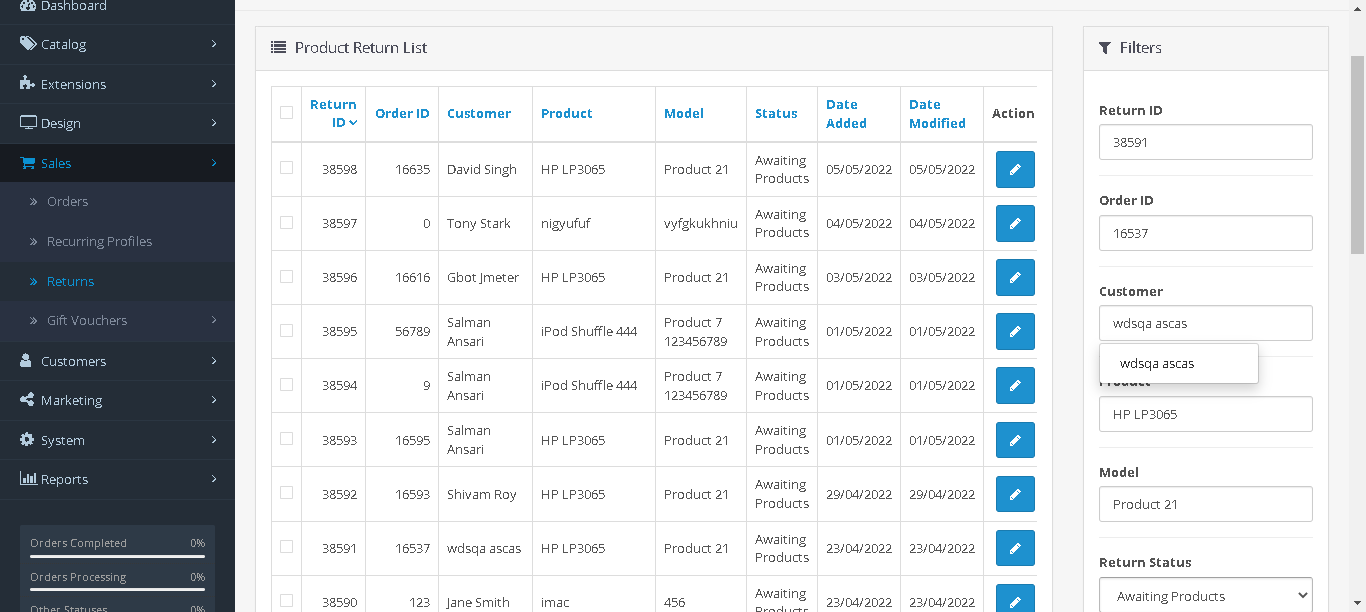 Dashboard
Catalog
Extensions
Design
Sales
Orders
Recurring Profiles
Returns
Gift Vouchers
Customers
Marketing
System
Reports
Orders Completed 0%
Orders Processing 0%
Other Statuses 0%
Product Return List
Return ID Order ID Customer Product Model Status Date Added Date Modified Action
38598 16635 David Singh HP LP3065 Product 21 Awaiting Products 05/05/2022 05/05/2022
38597 0 Tony Stark nigyufuf vyfgkukhniu Awaiting Products 04/05/2022 04/05/2022
38596 16616 Gbot Jmeter HP LP3065 Product 21 Awaiting Products 03/05/2022 03/05/2022
38595 56789 Salman Ansari iPod Shuffle 444 Product 7 123456789 Awaiting Products 01/05/2022 01/05/2022
38594 9 Salman Ansari iPod Shuffle 444 Product 7 123456789 Awaiting Products 01/05/2022 01/05/2022
38593 16595 Salman Ansari HP LP3065 Product 21 Awaiting Products 01/05/2022 01/05/2022
38592 16593 Shivam Roy HP LP3065 Product 21 Awaiting Products 29/04/2022 29/04/2022
38591 16537 wdsqa ascas HP LP3065 Product 21 Awaiting Products 23/04/2022 23/04/2022
38590 123 Jane Smith imac 456 Awaiting Products 23/04/2022 23/04/2022
Filters
Return ID
38591
Order ID
16537
Customer
wdsqa ascas
wdsqa ascas
Product
HP LP3065
Model
Product 21
Return Status
Awaiting Products